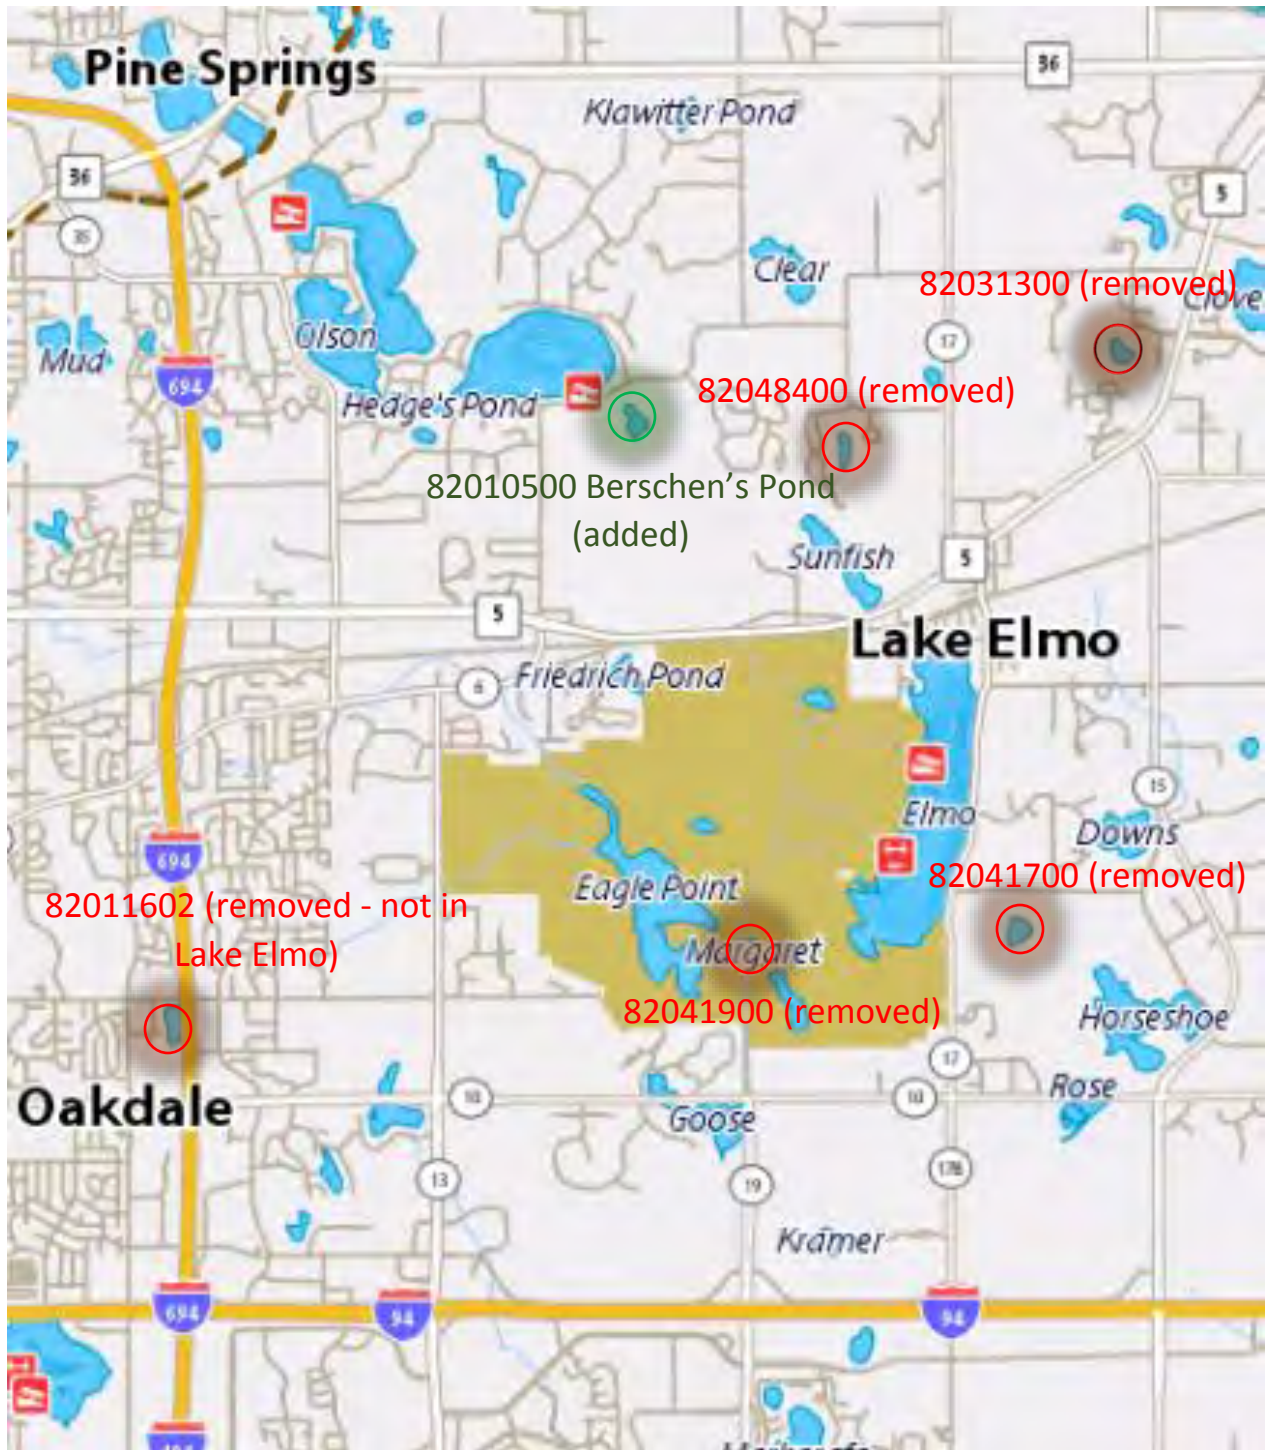 Pine Springs
36
Klawitter Pond
36
5
35
Clear
82031300 (removed)
Clove
Olson
17
Mud
694
82048400 (removed)
Hedge's Pond
82010500 Berschen's Pond
(added)
Sunfish
5
5
Lake Elmo
Friedrich Pond
6
15
Elmo
Downs
694
82041700 (removed)
Eagle Point
82011602 (removed - not in
Lake Elmo)
Margaret
82041900 (removed)
Horseshoe
17
Rose
Oakdale
10
10
Goose
13
19
17B
Kramer
694
94
94